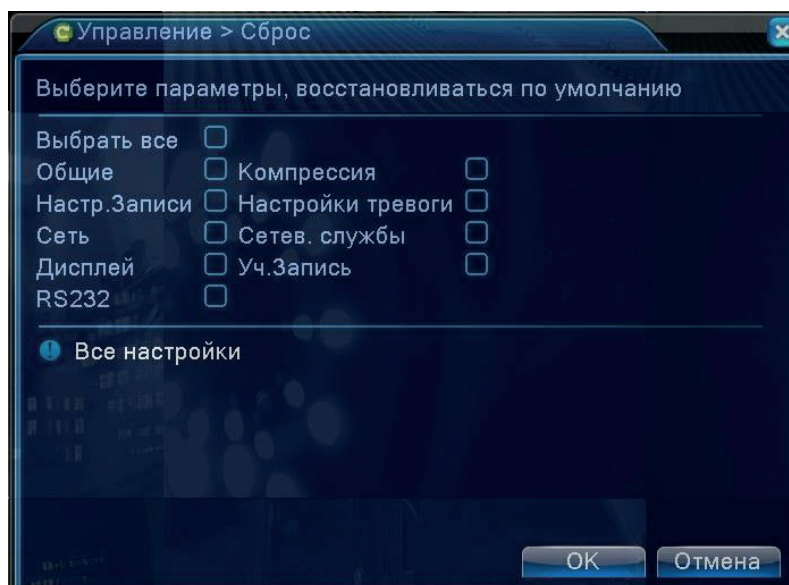 Управление > Сброс
Выберите параметры, восстановливаться по умолчанию
Выбрать все
Общие Компрессия
Настр.Записи Настройки тревоги
Сеть Сетев. службы
Дисплей Уч.Запись
RS232
Все настройки
OK Отмена